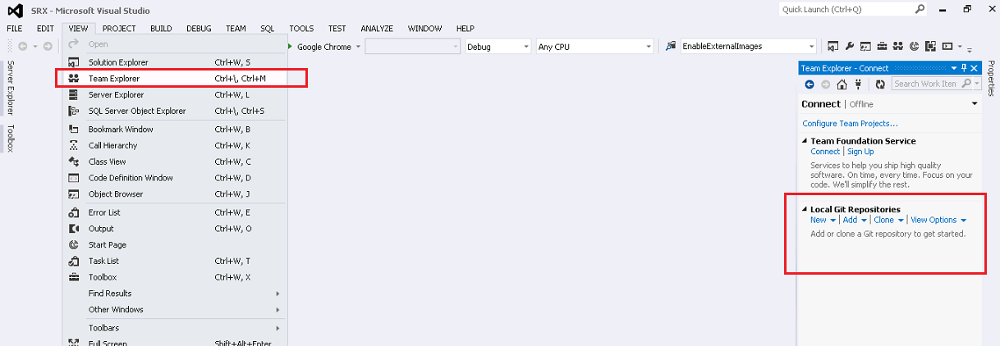 SRX - Microsoft Visual Studio
Quick Launch (Ctrl+Q)
FILE EDIT VIEW PROJECT BUILD DEBUG TEAM SQL TOOLS TEST ANALYZE WINDOW HELP
Google Chrome Debug Any CPU EnableExternalImages
Server Explorer
Toolbox
Open
Solution Explorer Ctrl+W, S
Team Explorer Ctrl+\, Ctrl+M
Server Explorer Ctrl+W, L
SQL Server Object Explorer Ctrl+\, Ctrl+S
Bookmark Window Ctrl+W, B
Call Hierarchy Ctrl+W, K
Class View Ctrl+W, C
Code Definition Window Ctrl+W, D
Object Browser Ctrl+W, J
Error List Ctrl+W, E
Output Ctrl+W, O
Start Page
Task List Ctrl+W, T
Toolbox Ctrl+W, X
Find Results
Other Windows
Toolbars
Full Screen Shift+Alt+Enter
Team Explorer - Connect
Search Work Item
Connect | Offline
Configure Team Projects...
Team Foundation Service
Connect | Sign Up
Services to help you ship high quality
software. On time, every time. Focus on your
code. We'll simplify the rest.
Local Git Repositories
New | Add | Clone | View Options
Add or clone a Git repository to get started.
Properties